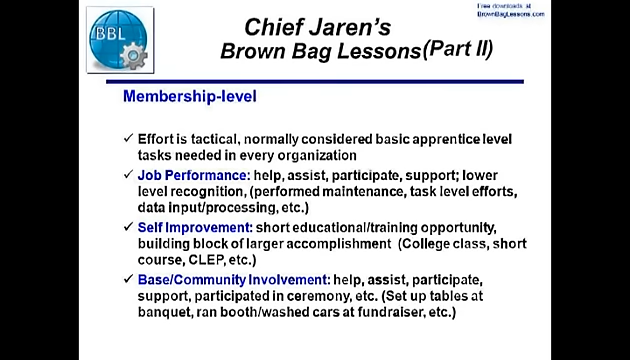 Free downloads at
BrownBagLessons.com
BBL
Chief Jaren's
Brown Bag Lessons(Part II)
Membership-level
✓ Effort is tactical, normally considered basic apprentice level
tasks needed in every organization
✓ Job Performance: help, assist, participate, support; lower
level recognition, (performed maintenance, task level efforts,
data input/processing, etc.)
✓ Self Improvement: short educational/training opportunity,
building block of larger accomplishment (College class, short
course, CLEP, etc.)
✓ Base/Community Involvement: help, assist, participate,
support, participated in ceremony, etc. (Set up tables at
banquet, ran booth/washed cars at fundraiser, etc.)